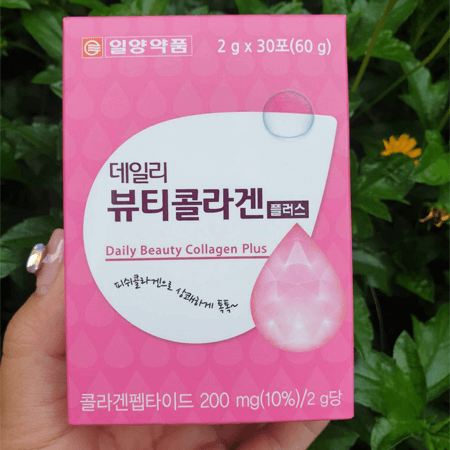 일양약품
2 g x 30포(60 g)
데일리
뷰티콜라겐 플러스
Daily Beauty Collagen Plus
피쉬콜라겐으로 상쾌하게 톡톡~
콜라겐펩타이드 200 mg(10%)/2 g당